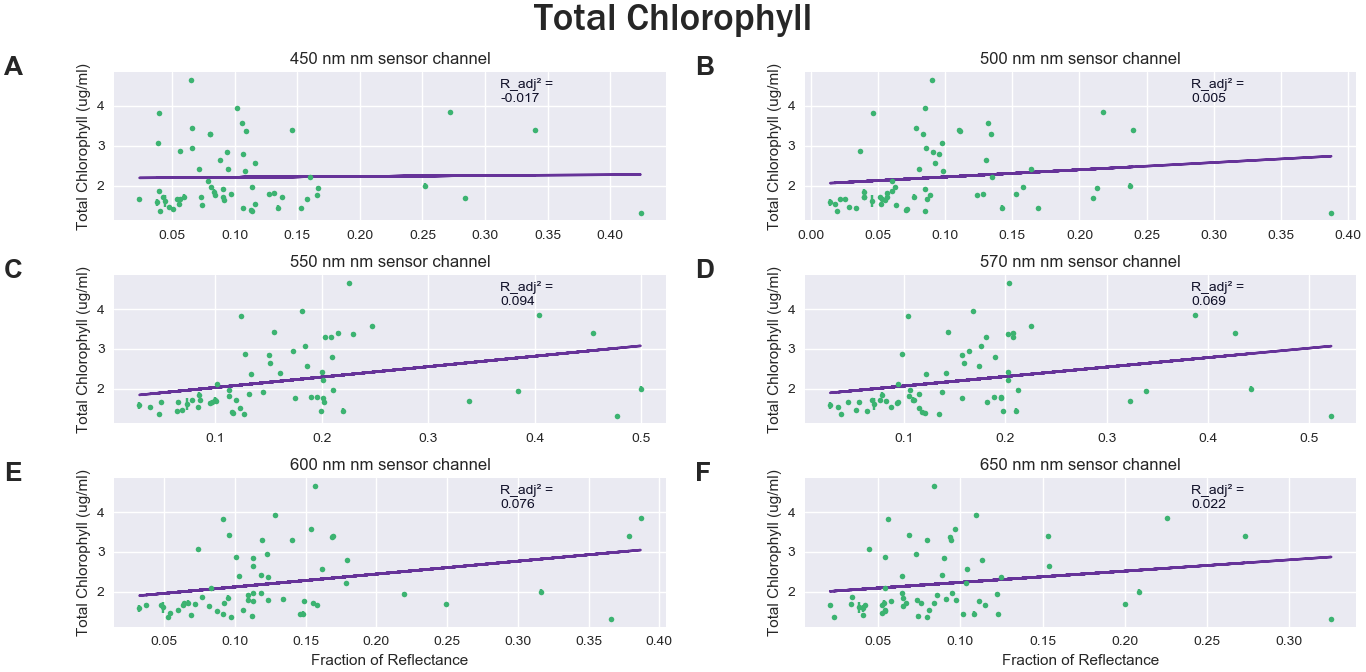 Total Chlorophyll
A
450 nm nm sensor channel
Total Chlorophyll (ug/ml)
R_adj² =
-0.017
4
3
2
0.05 0.10 0.15 0.20 0.25 0.30 0.35 0.40
B
500 nm nm sensor channel
Total Chlorophyll (ug/ml)
R_adj² =
0.005
4
3
2
0.00 0.05 0.10 0.15 0.20 0.25 0.30 0.35 0.40
C
550 nm nm sensor channel
Total Chlorophyll (ug/ml)
R_adj² =
0.094
4
3
2
0.1 0.2 0.3 0.4 0.5
D
570 nm nm sensor channel
Total Chlorophyll (ug/ml)
R_adj² =
0.069
4
3
2
0.1 0.2 0.3 0.4 0.5
E
600 nm nm sensor channel
Total Chlorophyll (ug/ml)
R_adj² =
0.076
4
3
2
0.05 0.10 0.15 0.20 0.25 0.30 0.35 0.40
Fraction of Reflectance
F
650 nm nm sensor channel
Total Chlorophyll (ug/ml)
R_adj² =
0.022
4
3
2
0.05 0.10 0.15 0.20 0.25 0.30
Fraction of Reflectance